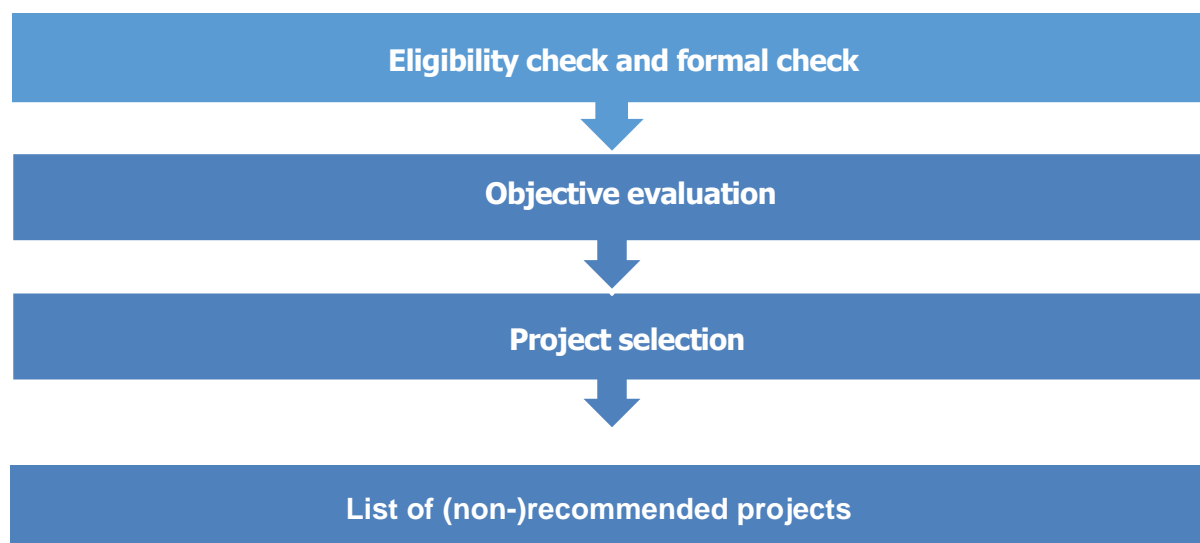 Eligibility check and formal check
Objective evaluation
Project selection
List of (non-)recommended projects